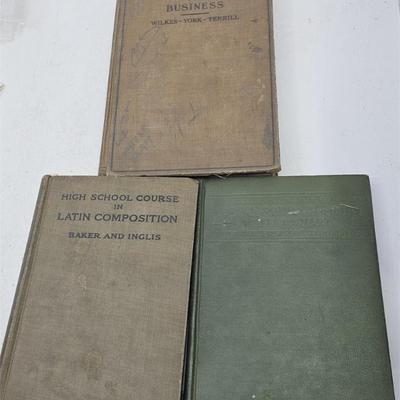 BUSINESS
WILKES-YORK-TERRILL
HIGH SCHOOL COURSE
IN
LATIN COMPOSITION
BAKER AND INGLIS